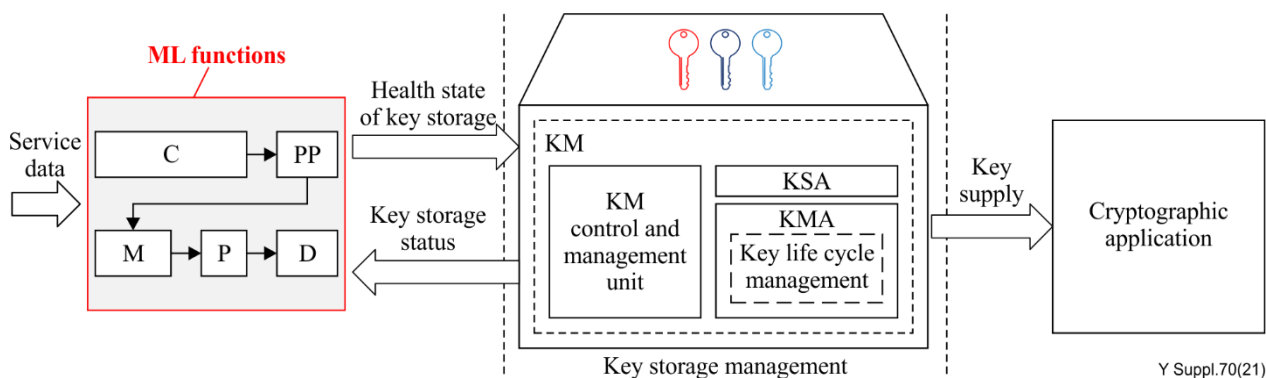 ML functions
Service
data
C
PP
M
P
D
Health state
of key storage
Key storage
status
KM
KM
control and
management
unit
KSA
KMA
Key life cycle
management
Key storage management
Key
supply
Cryptographic
application
Y Suppl.70(21)